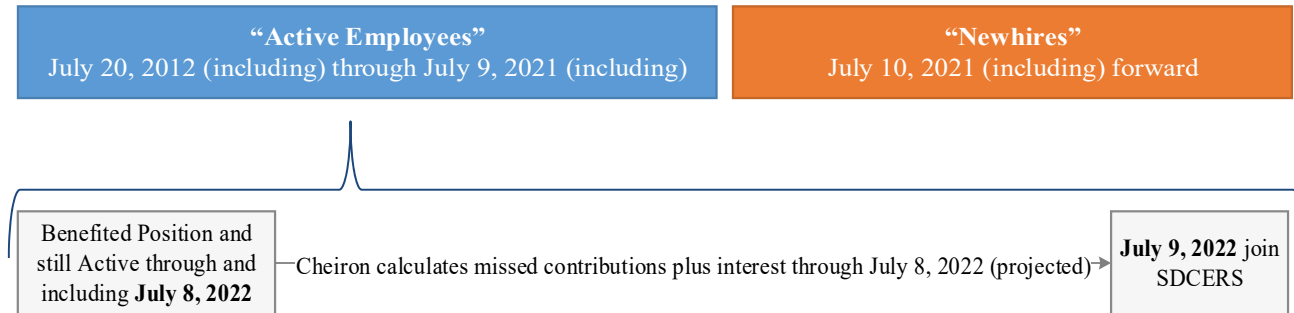 “Active Employees”
July 20, 2012 (including) through July 9, 2021 (including)
“Newhires”
July 10, 2021 (including) forward
Benefited Position and
still Active through and
including July 8, 2022
Cheiron calculates missed contributions plus interest through July 8, 2022 (projected)
July 9, 2022 join
SDCERS